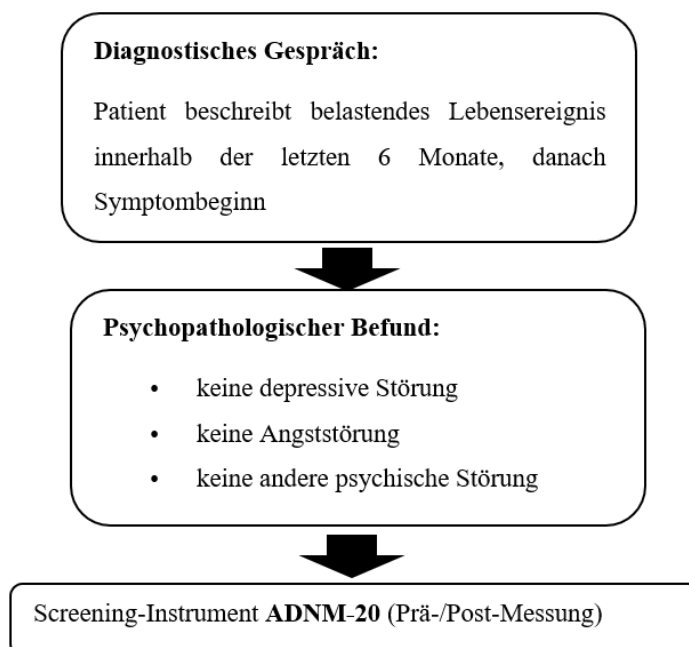 Diagnostisches Gespräch:
Patient beschreibt belastendes Lebensereignis
innerhalb der letzten 6 Monate, danach
Symptombeginn
Psychopathologischer Befund:
• keine depressive Störung
• keine Angststörung
• keine andere psychische Störung
Screening-Instrument ADNM-20 (Prä-/Post-Messung)